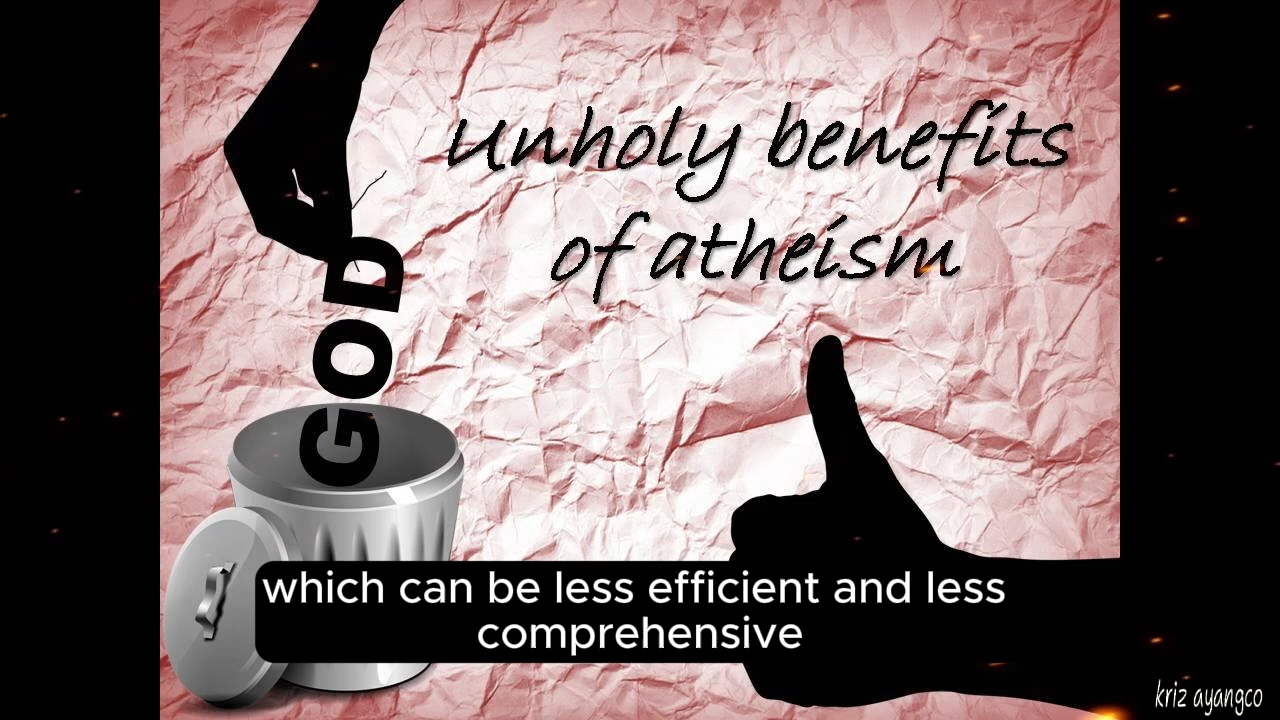 Unholy benefits
of atheism
GOD
which can be less efficient and less
comprehensive
kriz ayangco